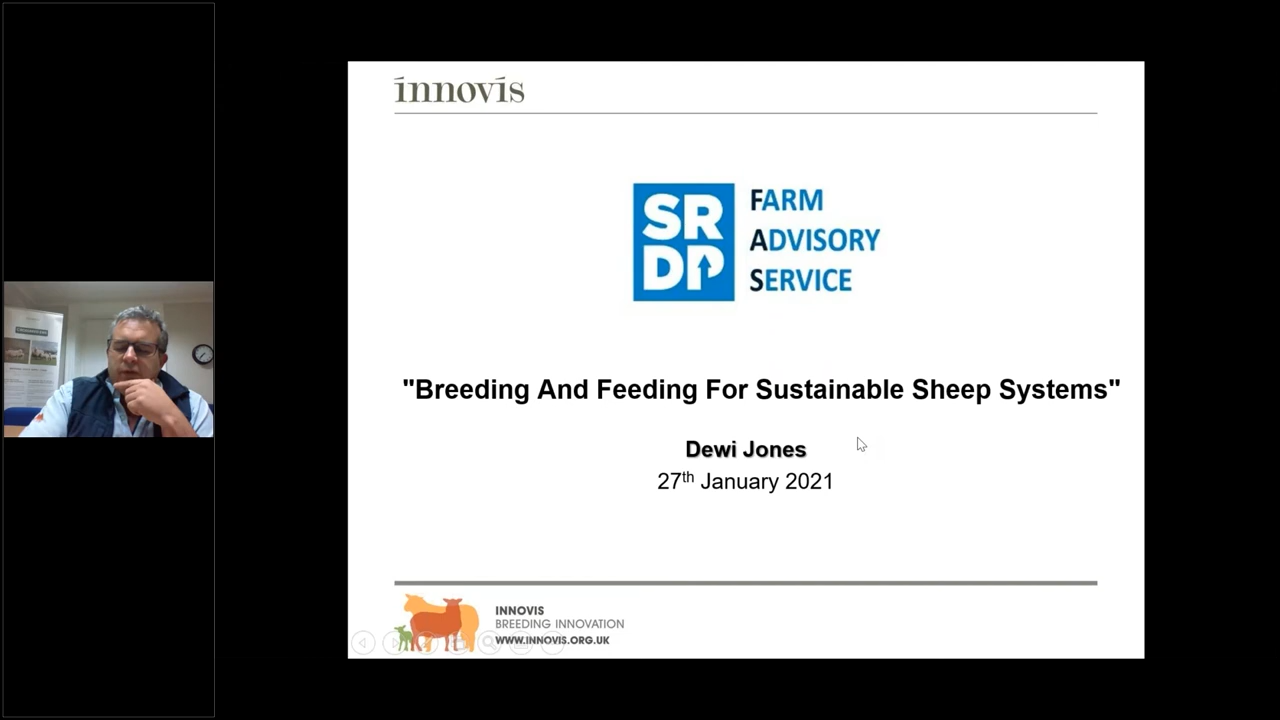 innovis
SR
DP
FARM
ADVISORY
SERVICE
"Breeding And Feeding For Sustainable Sheep Systems"
Dewi Jones
27th January 2021
INNOVIS
BREEDING INNOVATION
WWW.INNOVIS.ORG.UK